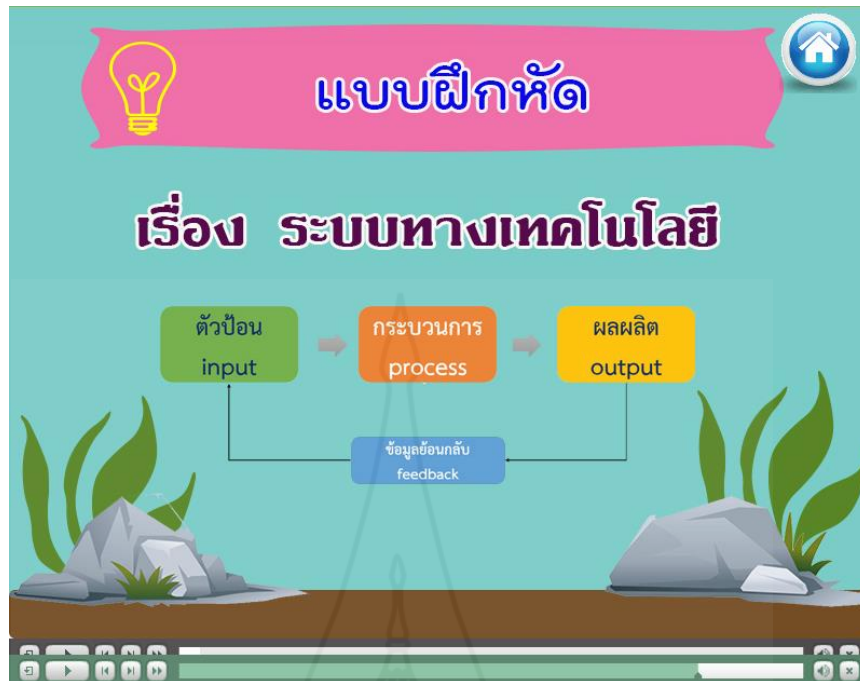 แบบฝึกหัด
เรื่อง ระบบทางเทคโนโลยี
ตัวป้อน
input
กระบวนการ
process
ผลผลิต
output
ข้อมูลย้อนกลับ
feedback